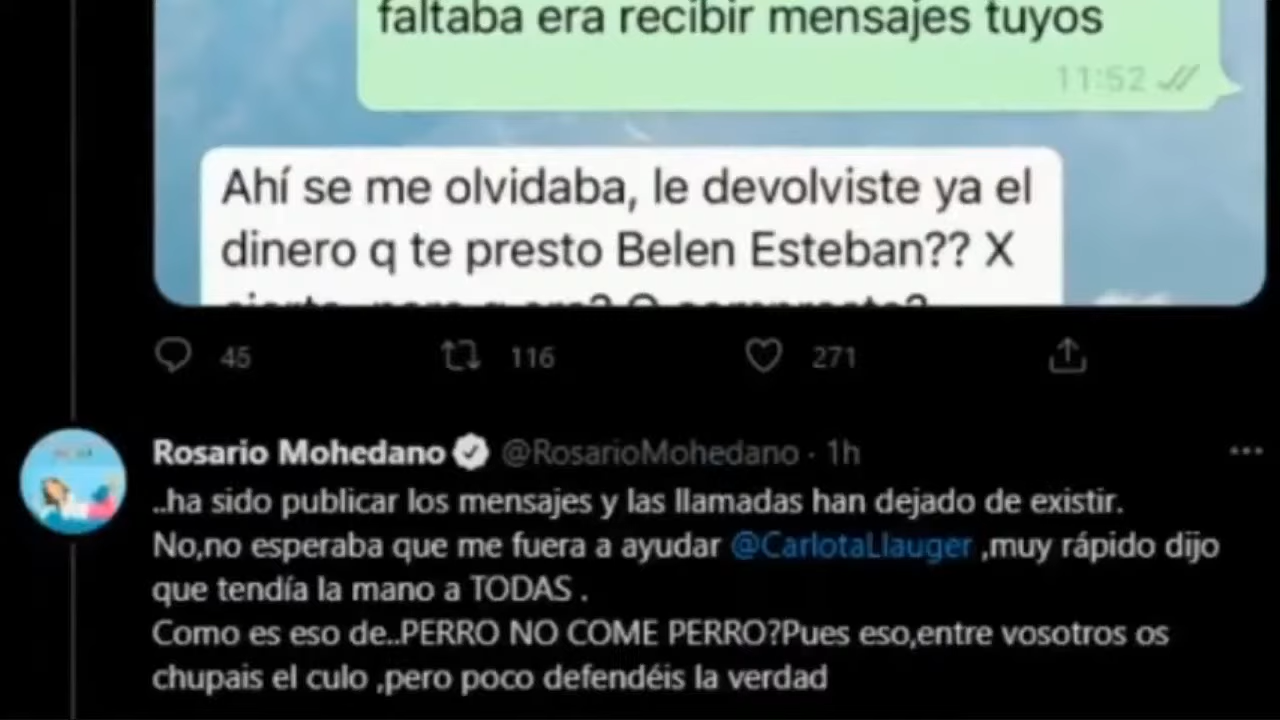 faltaba era recibir mensajes tuyos
11:52
Ahí se me olvidaba, le devolviste ya el
dinero q te presto Belen Esteban?? X
45 116 271
Rosario Mohedano @RosarioMohedano · 1h
..ha sido publicar los mensajes y las llamadas han dejado de existir.
No,no esperaba que me fuera a ayudar @CarlotaLlauger ,muy rápido dijo
que tendía la mano a TODAS .
Como es eso de..PERRO NO COME PERRO?Pues eso,entre vosotros os
chupais el culo ,pero poco defendéis la verdad